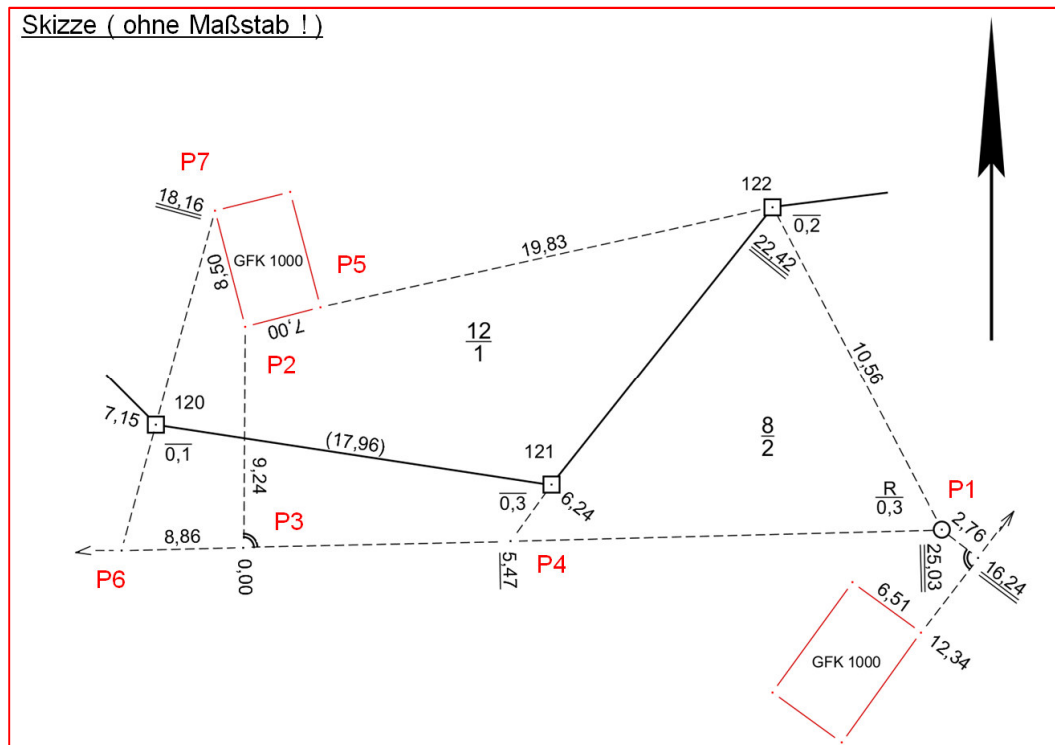 Skizze ( ohne Maßstab ! )
P7
18,16
122
0,2
22,42
19,83
GFK 1000
8,50
P5
7,00
P2
12
1
10,56
120
7,15
0,1
(17,96)
121
0,3
6,24
8
2
R
0,3
P1
2,76
9,24
P3
8,86
P6
0,00
5,47
P4
25,03
16,24
6,51
12,34
GFK 1000